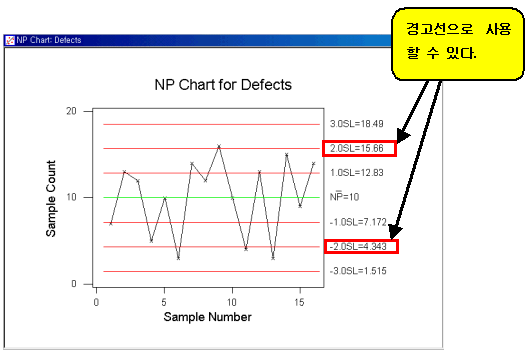 경고선으로 사용
할 수 있다.
NP Chart: Defects
NP Chart for Defects
20
10
0
Sample Count
3.0SL=18.49
2.0SL=15.66
1.0SL=12.83
NP=10
-1.0SL=7.172
-2.0SL=4.343
-3.0SL=1.515
0 5 10 15
Sample Number